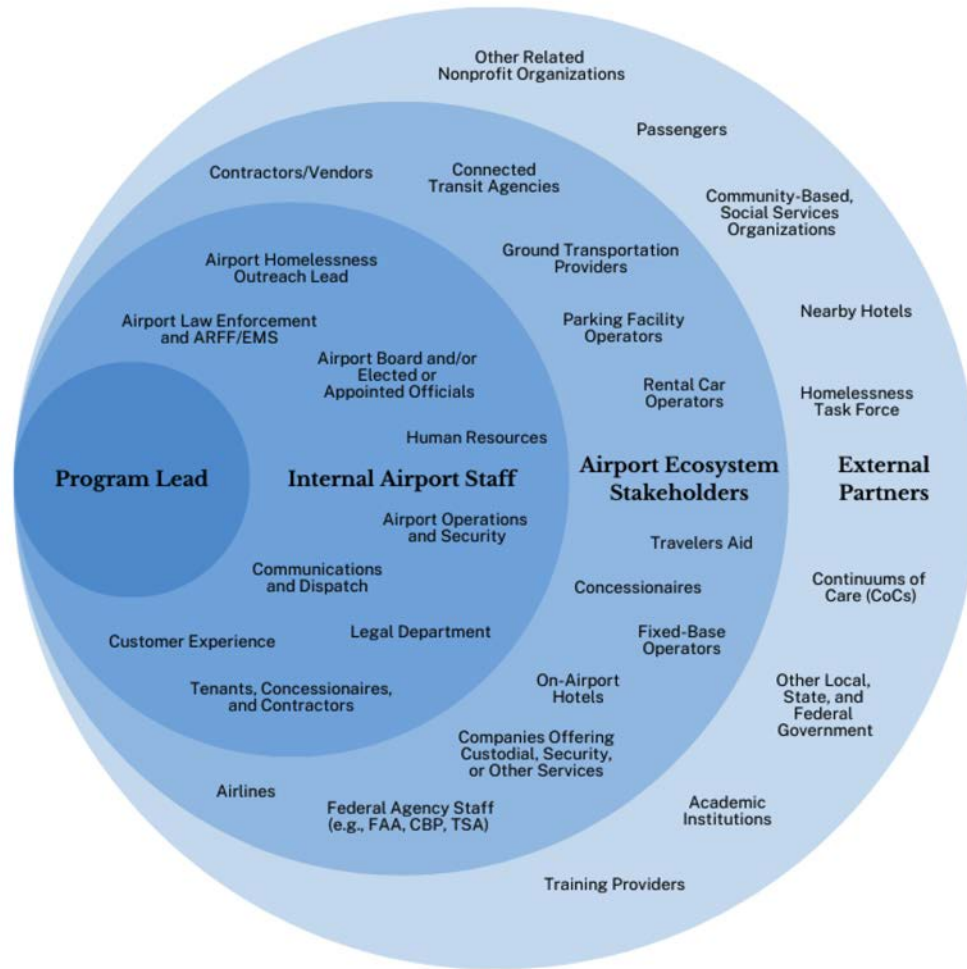 Other Related
Nonprofit Organizations
Passengers
Contractors/Vendors
Connected
Transit Agencies
Community-Based,
Social Services
Organizations
Airport Homelessness
Outreach Lead
Ground Transportation
Providers
Nearby Hotels
Airport Law Enforcement
and ARFF/EMS
Parking Facility
Operators
Airport Board and/or
Elected or
Appointed Officials
Rental Car
Operators
Homelessness
Task Force
Human Resources
Program Lead
Internal Airport Staff
Airport Ecosystem
Stakeholders
External
Partners
Airport Operations
and Security
Travelers Aid
Communications
and Dispatch
Concessionaires
Continuums of
Care (CoCs)
Customer Experience
Legal Department
Fixed-Base
Operators
Tenants, Concessionaires,
and Contractors
On-Airport
Hotels
Other Local,
State, and
Federal
Government
Companies Offering
Custodial, Security,
or Other Services
Airlines
Federal Agency Staff
(e.g., FAA, CBP, TSA)
Academic
Institutions
Training Providers